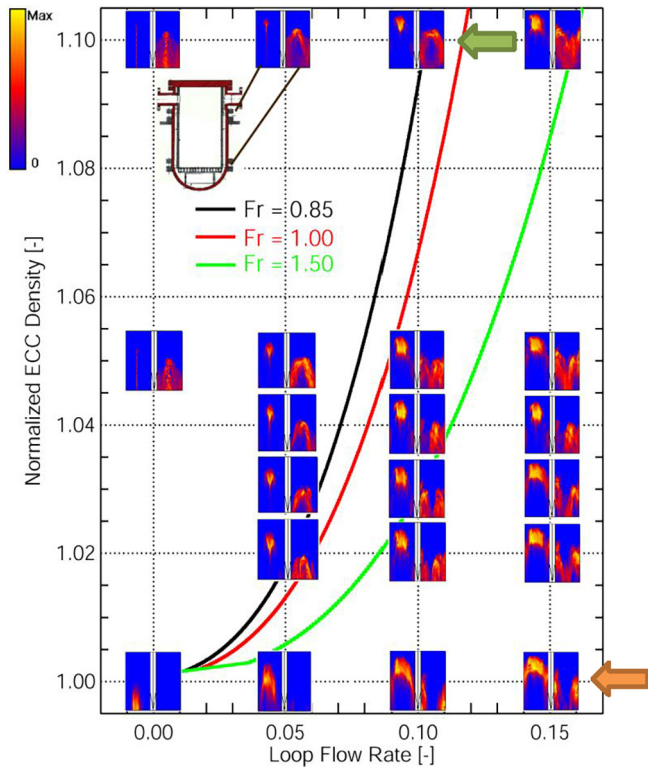 Max
0
1.10
1.08
1.06
1.04
1.02
1.00
Normalized ECC Density [-]
Fr = 0.85
Fr = 1.00
Fr = 1.50
0.00
0.05
0.10
0.15
Loop Flow Rate [-]